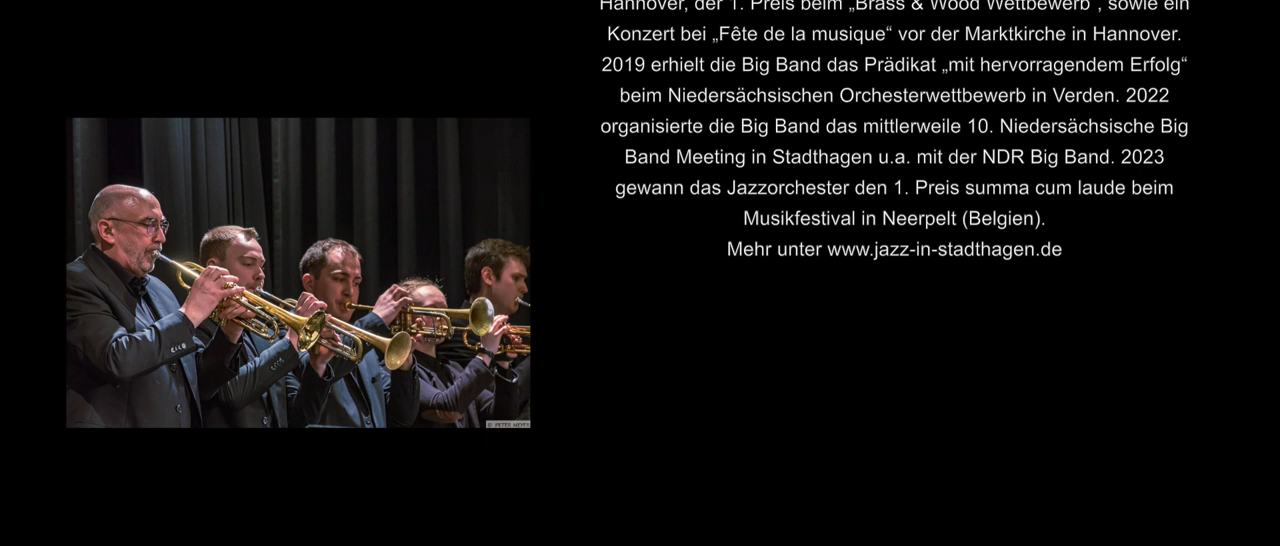 Hannover, der 1. Preis beim „Brass & Wood Wettbewerb“, sowie ein
Konzert bei „Fête de la musique“ vor der Marktkirche in Hannover.
2019 erhielt die Big Band das Prädikat „mit hervorragendem Erfolg“
beim Niedersächsischen Orchesterwettbewerb in Verden. 2022
organisierte die Big Band das mittlerweile 10. Niedersächsische Big
Band Meeting in Stadthagen u.a. mit der NDR Big Band. 2023
gewann das Jazzorchester den 1. Preis summa cum laude beim
Musikfestival in Neerpelt (Belgien).
Mehr unter www.jazz-in-stadthagen.de